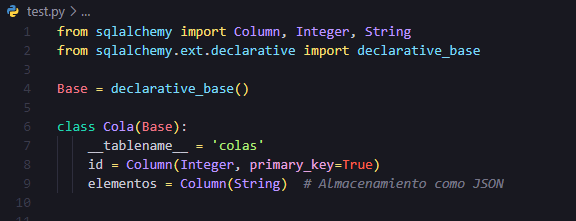 test.py > ...
1 from sqlalchemy import Column, Integer, String
2 from sqlalchemy.ext.declarative import declarative_base
3
4 Base = declarative_base()
5
6 class Cola(Base):
7     __tablename__ = 'colas'
8     id = Column(Integer, primary_key=True)
9     elementos = Column(String)  # Almacenamiento como JSON
10
11